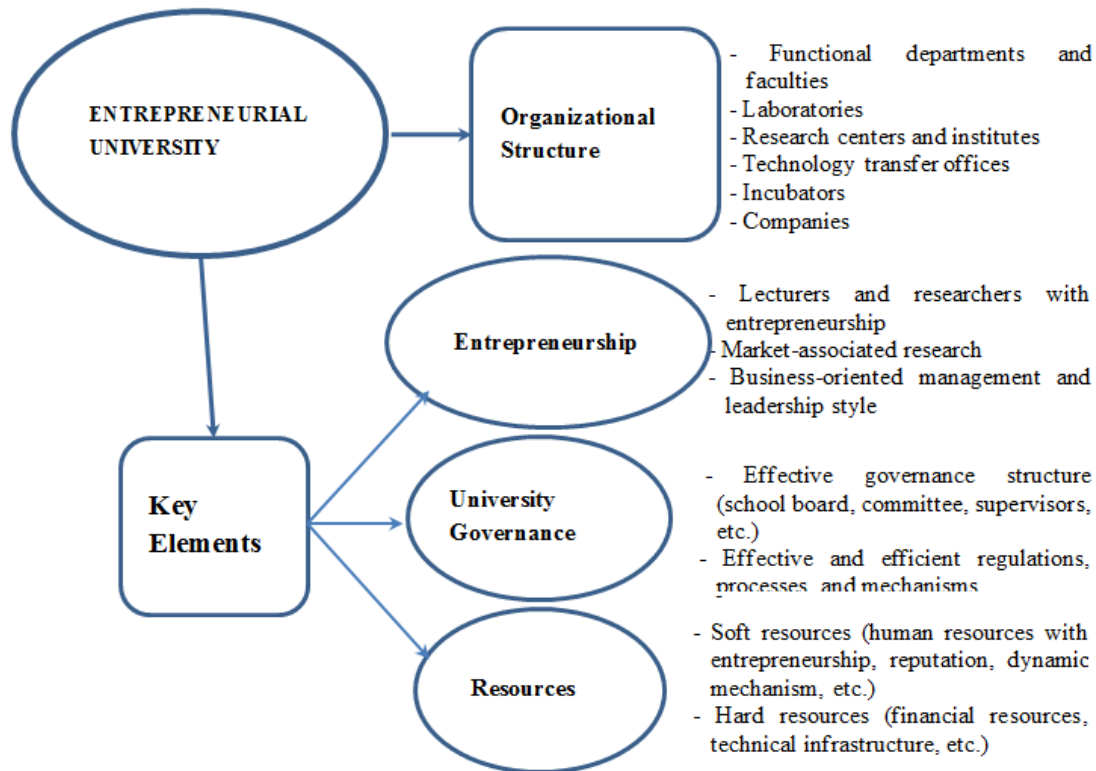 ENTREPRENEURIAL
UNIVERSITY
Organizational
Structure
- Functional departments and
faculties
- Laboratories
- Research centers and institutes
- Technology transfer offices
- Incubators
- Companies
Entrepreneurship
- Lecturers and researchers with
entrepreneurship
- Market-associated research
- Business-oriented management and
leadership style
Key
Elements
University
Governance
- Effective governance structure
(school board, committee, supervisors,
etc.)
- Effective and efficient regulations,
processes and mechanisms
Resources
- Soft resources (human resources with
entrepreneurship, reputation, dynamic
mechanism, etc.)
- Hard resources (financial resources,
technical infrastructure, etc.)